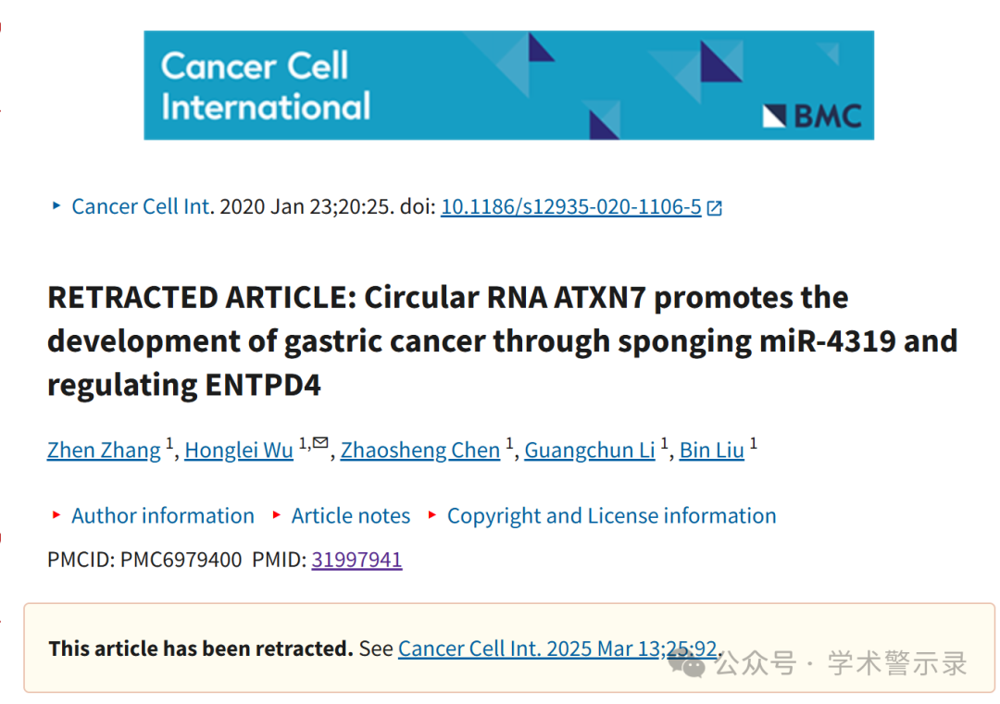 Cancer Cell
International
BMC
Cancer Cell Int. 2020 Jan 23;20:25. doi: 10.1186/s12935-020-1106-5
RETRACTED ARTICLE: Circular RNA ATXN7 promotes the
development of gastric cancer through sponging miR-4319 and
regulating ENTPD4
Zhen Zhang 1, Honglei Wu 1,✉, Zhaosheng Chen 1, Guangchun Li 1, Bin Liu 1
Author information Article notes Copyright and License information
PMCID: PMC6979400 PMID: 31997941
This article has been retracted. See Cancer Cell Int. 2025 Mar 13;25:92.
公众号 · 学术警示录